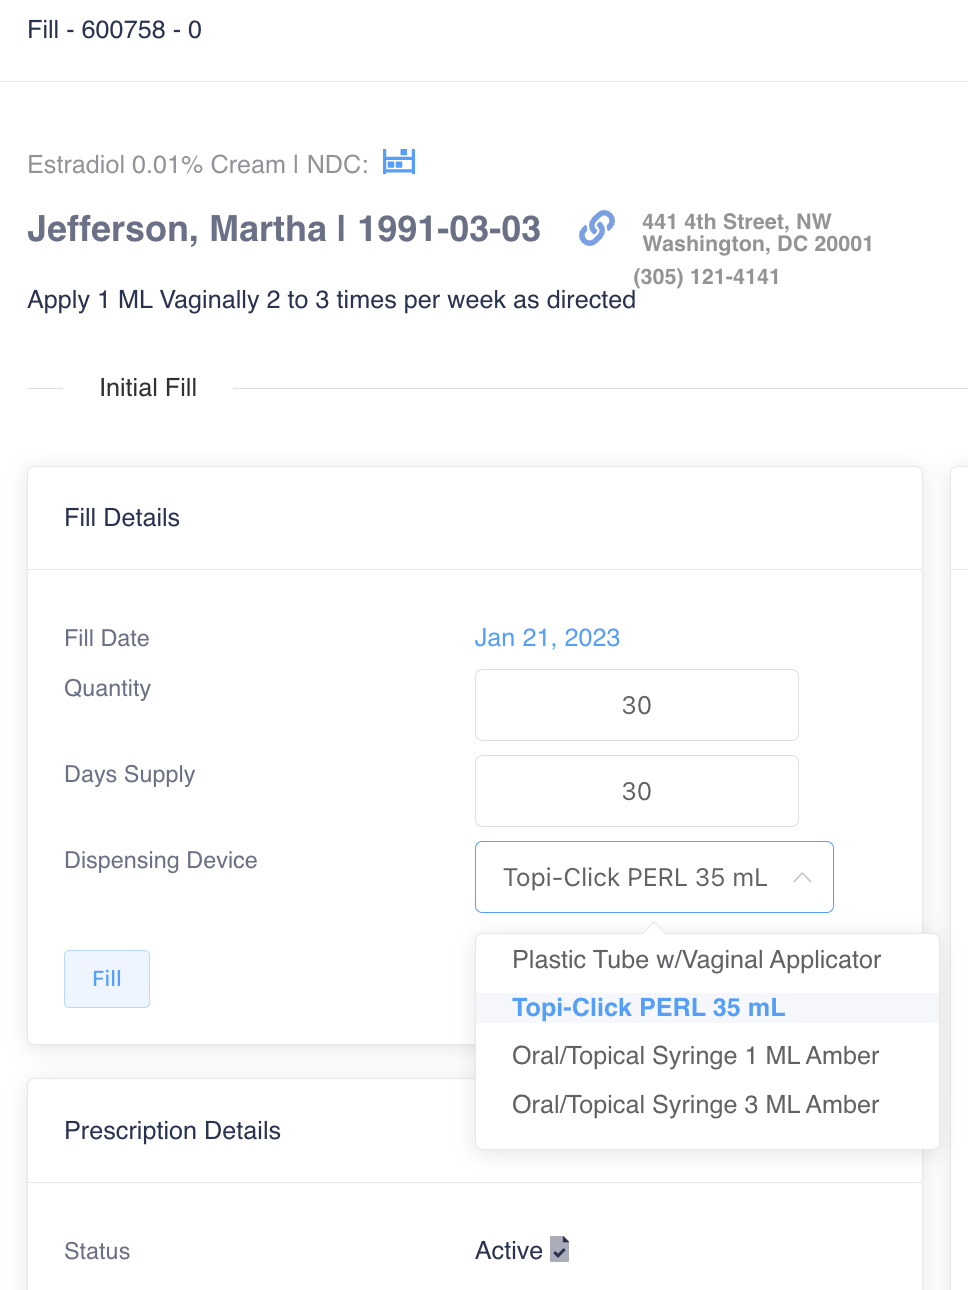 Fill - 600758 - 0
Estradiol 0.01% Cream | NDC:
Jefferson, Martha | 1991-03-03
441 4th Street, NW
Washington, DC 20001
(305) 121-4141
Apply 1 ML Vaginally 2 to 3 times per week as directed
Initial Fill
Fill Details
Fill Date
Jan 21, 2023
Quantity
30
Days Supply
30
Dispensing Device
Topi-Click PERL 35 mL
Plastic Tube w/Vaginal Applicator
Topi-Click PERL 35 mL
Oral/Topical Syringe 1 ML Amber
Oral/Topical Syringe 3 ML Amber
Fill
Prescription Details
Status
Active